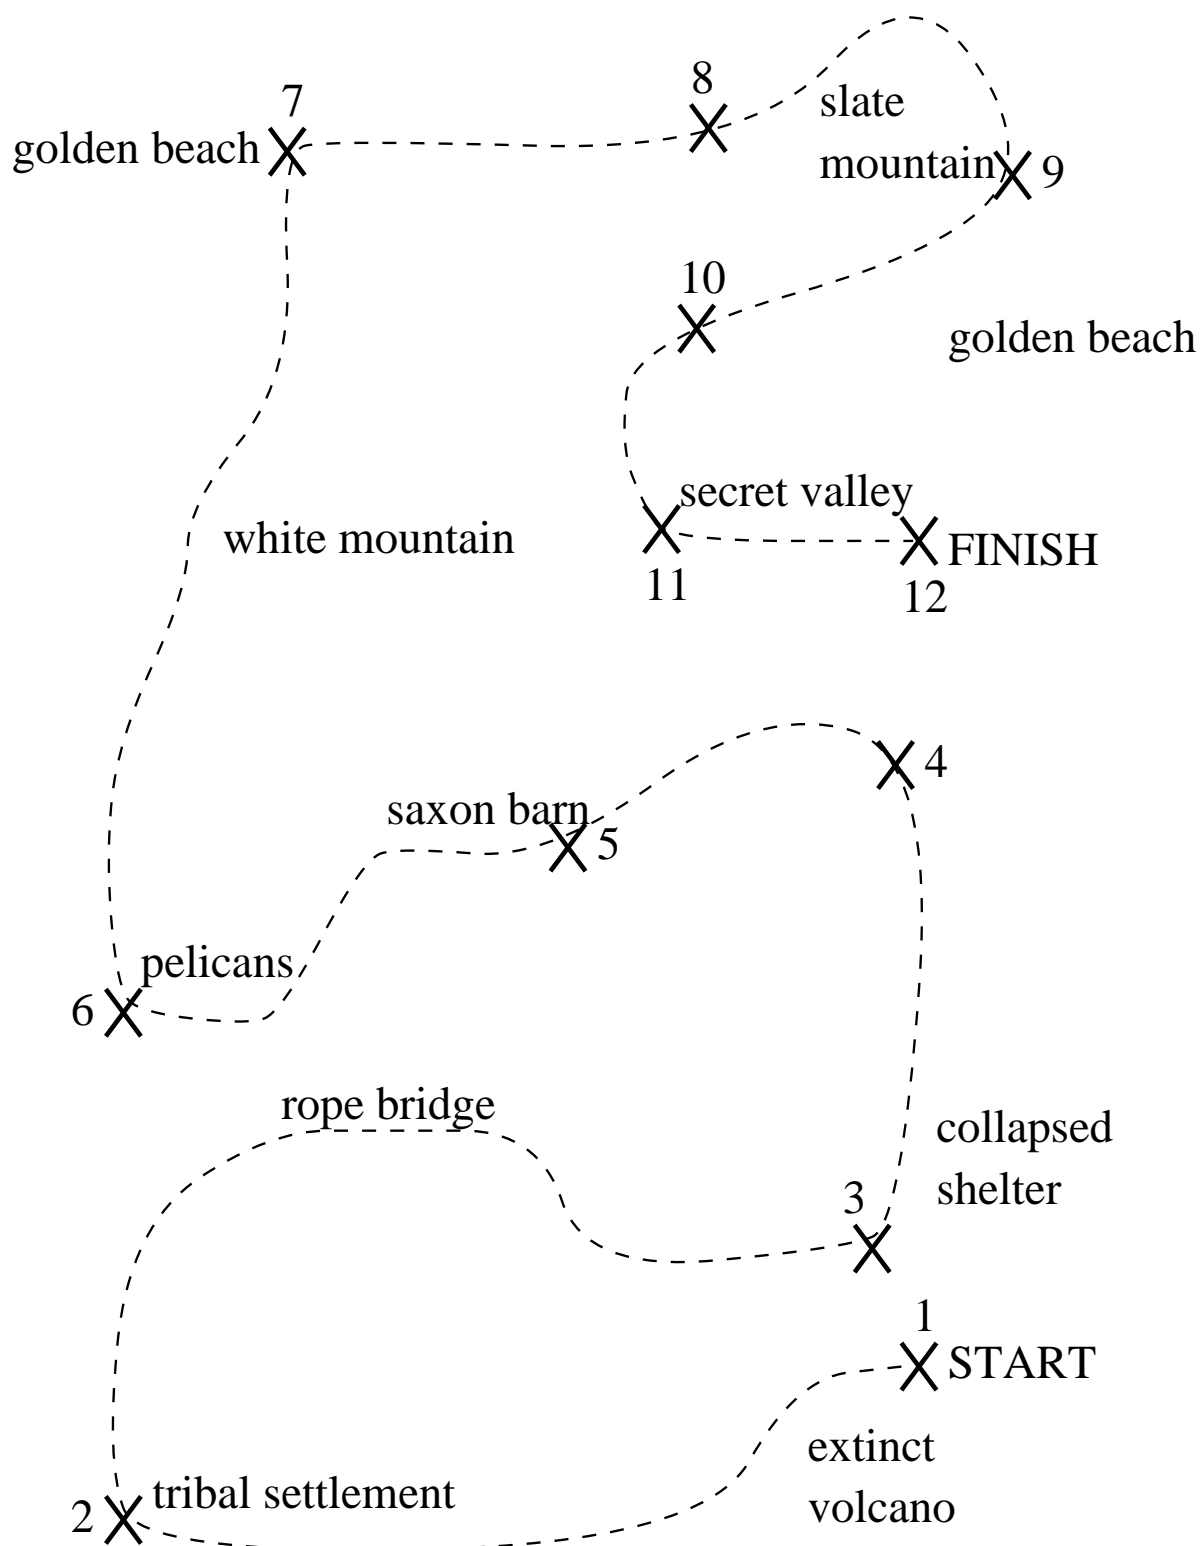 8
slate
7
golden beach
mountain
9
10
golden beach
secret valley
white mountain
FINISH
11
12
4
saxon barn
5
pelicans
6
rope bridge
collapsed
shelter
3
1
START
extinct
volcano
tribal settlement
2